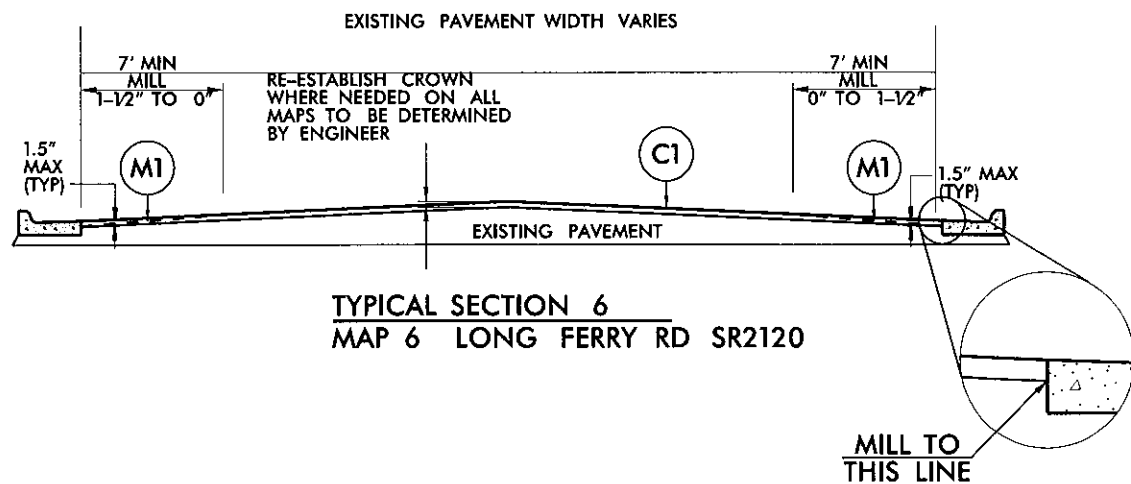 EXISTING PAVEMENT WIDTH VARIES
7' MIN
MILL
1-1/2" TO 0"
RE-ESTABLISH CROWN
WHERE NEEDED ON ALL
MAPS TO BE DETERMINED
BY ENGINEER
7' MIN
MILL
0" TO 1-1/2"
1.5"
MAX
(TYP)
M1
C1
M1
1.5" MAX
(TYP)
EXISTING PAVEMENT
TYPICAL SECTION 6
MAP 6 LONG FERRY RD SR2120
MILL TO
THIS LINE